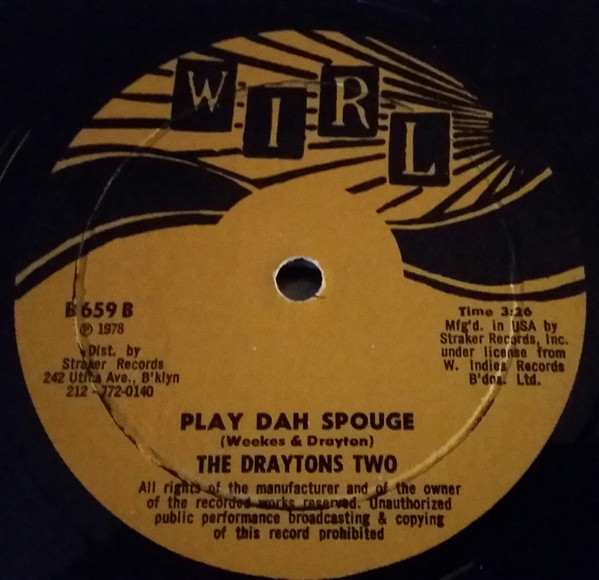 WIRL
B 659 B
℗ 1978
Dist. by
Straker Records
242 Utica Ave., B'klyn
212-772-0140
Time 3:26
Mfg'd. in USA by
Straker Records, Inc.
under license from
W. Indies Records
B'dos. Ltd.
PLAY DAH SPOUGE
(Weekes & Drayton)
THE DRAYTONS TWO
All rights of the manufacturer and of the owner
of the recorded works reserved. Unauthorized
public performance broadcasting & copying
of this record prohibited